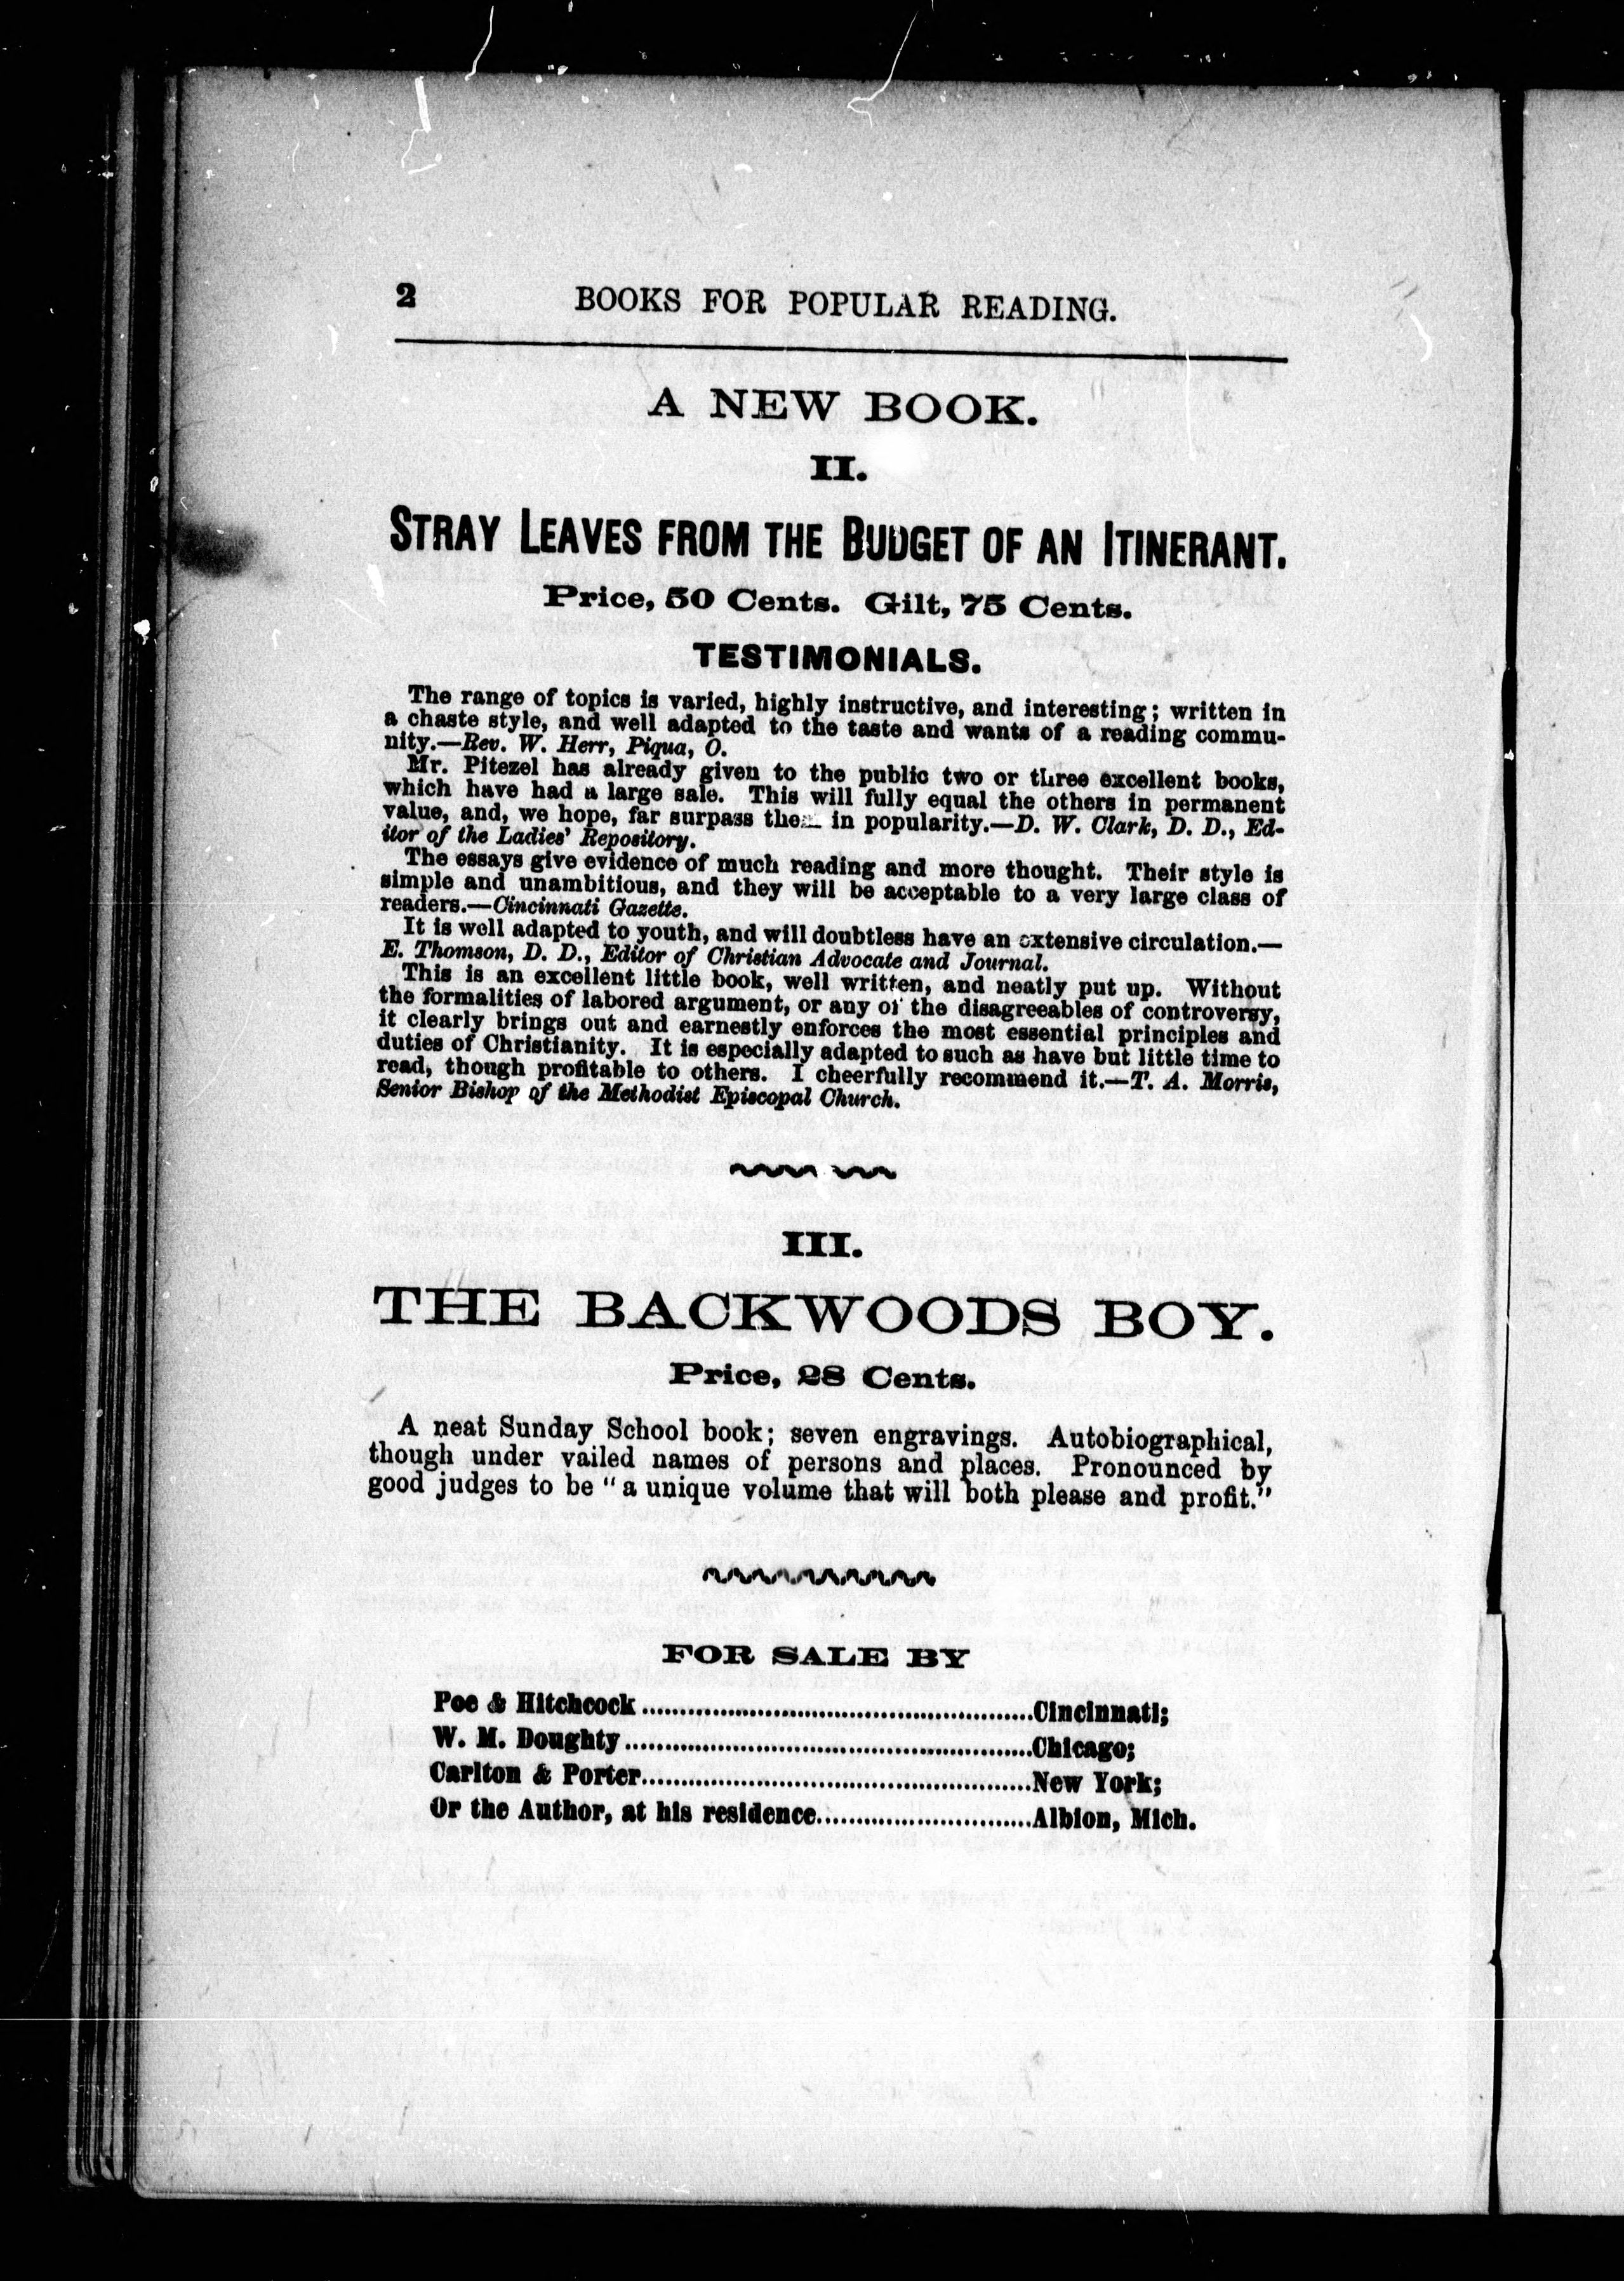 2 BOOKS FOR POPULAR READING.
A NEW BOOK.
II.
STRAY LEAVES FROM THE BUDGET OF AN ITINERANT.
Price, 50 Cents. Gilt, 75 Cents.
TESTIMONIALS.
The range of topics is varied, highly instructive, and interesting; written in
a chaste style, and well adapted to the taste and wants of a reading commu-
nity.—Rev. W. Herr, Piqua, O.
Mr. Pitezel has already given to the public two or three excellent books,
which have had a large sale. This will fully equal the others in permanent
value, and, we hope, far surpass them in popularity.—D. W. Clark, D. D., Ed-
itor of the Ladies' Repository.
The essays give evidence of much reading and more thought. Their style is
simple and unambitious, and they will be acceptable to a very large class of
readers.—Cincinnati Gazette.
It is well adapted to youth, and will doubtless have an extensive circulation.—
E. Thomson, D. D., Editor of Christian Advocate and Journal.
This is an excellent little book, well written, and neatly put up. Without
the formalities of labored argument, or any of the disagreeables of controversy,
it clearly brings out and earnestly enforces the most essential principles and
duties of Christianity. It is especially adapted to such as have but little time to
read, though profitable to others. I cheerfully recommend it.—T. A. Morris,
Senior Bishop of the Methodist Episcopal Church.
III.
THE BACKWOODS BOY.
Price, 28 Cents.
A neat Sunday School book; seven engravings. Autobiographical,
though under vailed names of persons and places. Pronounced by
good judges to be "a unique volume that will both please and profit."
FOR SALE BY
Poe & Hitchcock..................................................Cincinnati;
W. M. Doughty....................................................Chicago;
Carlton & Porter..................................................New York;
Or the Author, at his residence............................Albion, Mich.